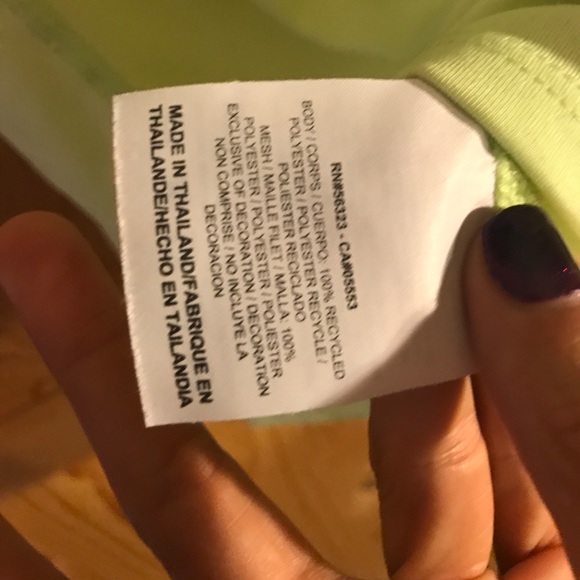 RN#56323 - CA#05553
BODY / CORPS / CUERPO: 100% RECYCLED
POLYESTER / POLYESTER RECYCLE /
POLIESTER RECICLADO
MESH / MAILLE FILET / MALLA: 100%
POLYESTER / POLYESTER / POLIESTER
EXCLUSIVE OF DECORATION / DECORATION
NON COMPRISE / NO INCLUYE LA
DECORACION
MADE IN THAILAND/FABRIQUE EN
THAILANDE/HECHO EN TAILANDIA